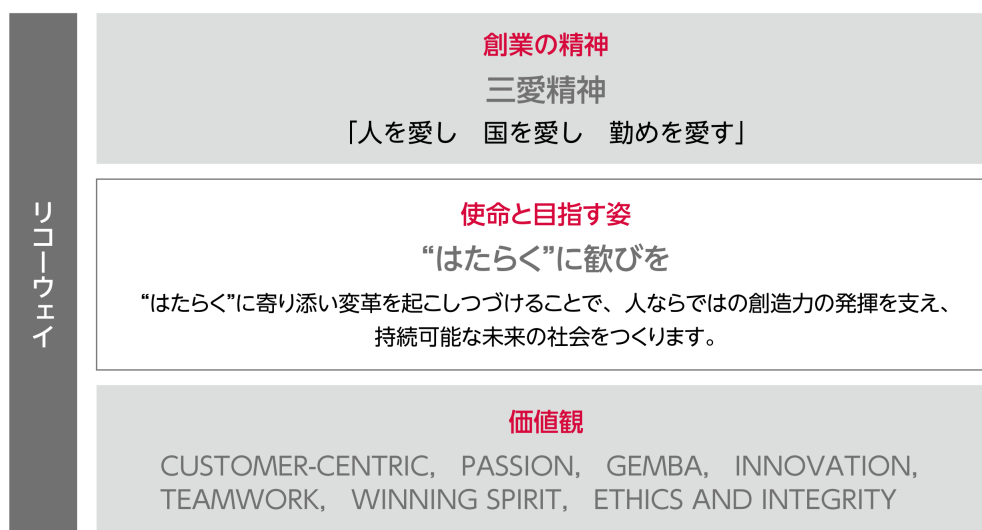 リコーウェイ
創業の精神
三愛精神
「人を愛し　国を愛し　勤めを愛す」
使命と目指す姿
“はたらく”に歓びを
“はたらく”に寄り添い変革を起こしつづけることで、人ならではの創造力の発揮を支え、
持続可能な未来の社会をつくります。
価値観
CUSTOMER-CENTRIC,　PASSION,　GEMBA,　INNOVATION,
TEAMWORK,　WINNING SPIRIT,　ETHICS AND INTEGRITY